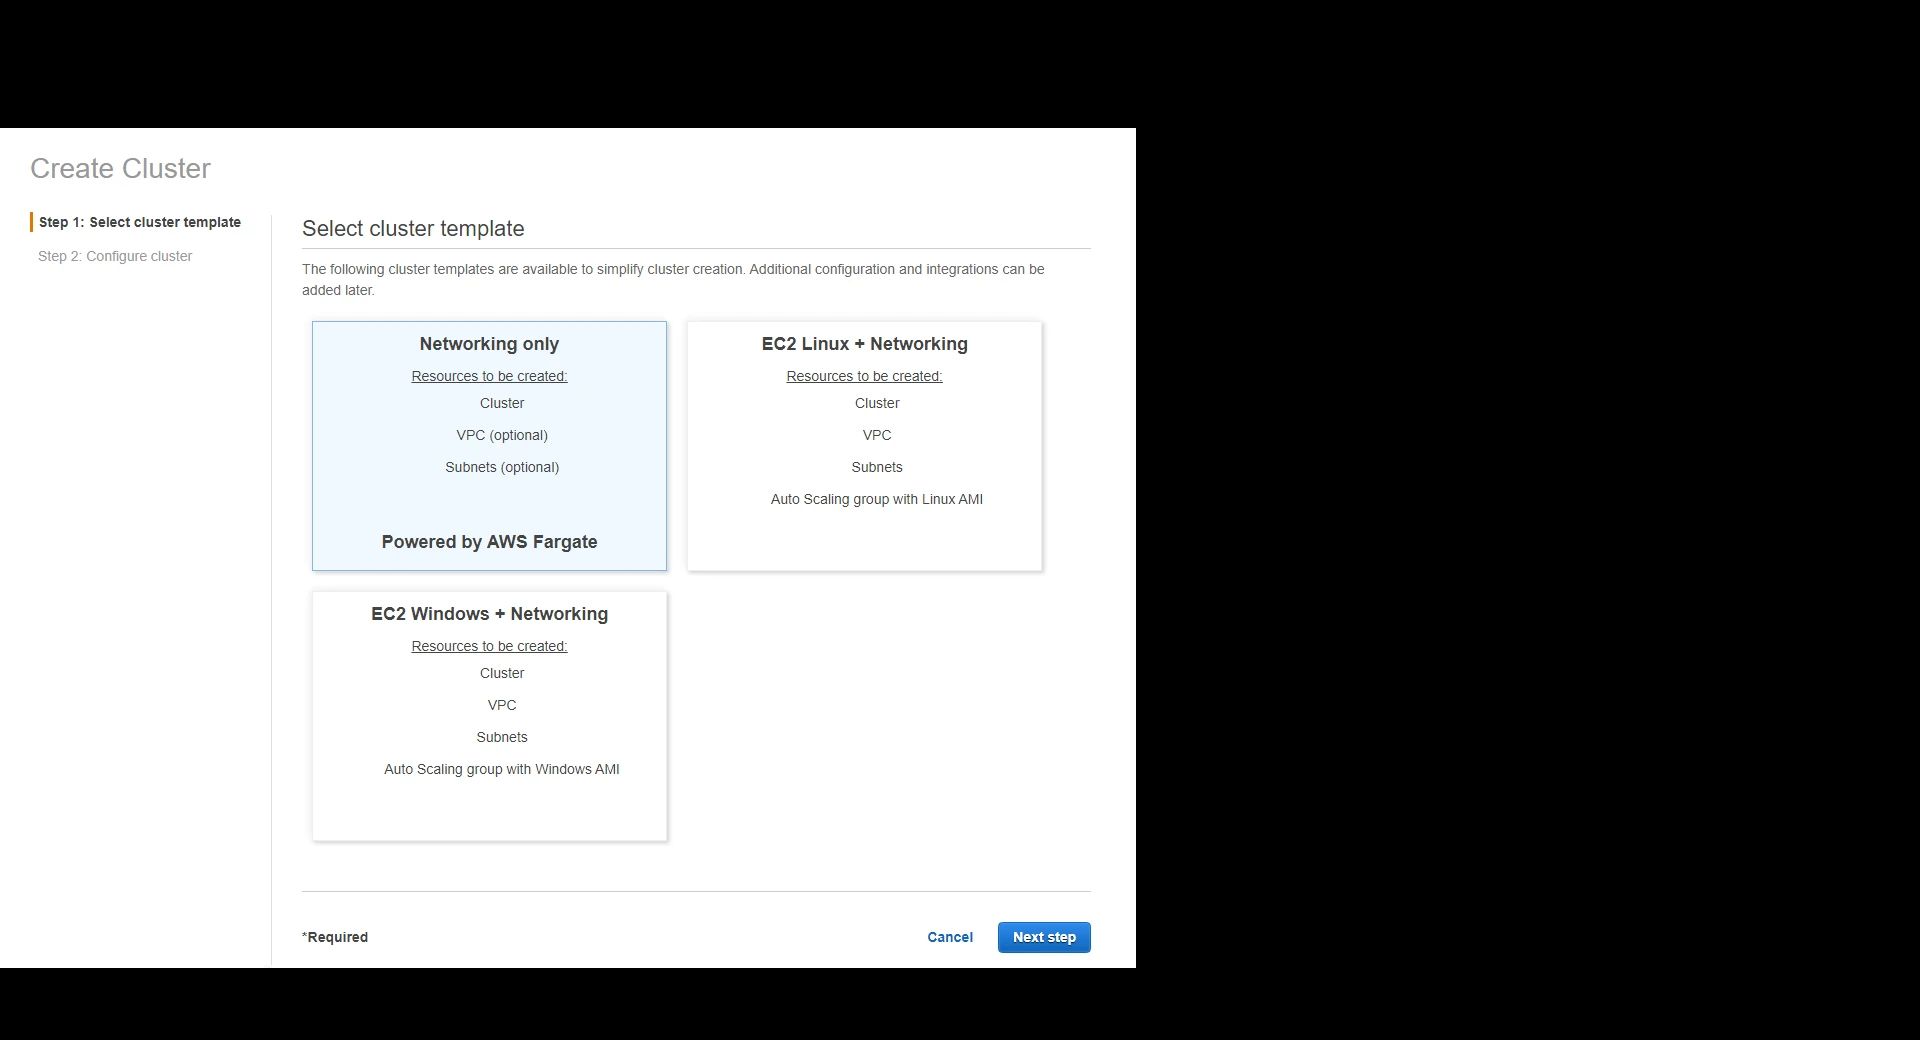 Create Cluster
Step 1: Select cluster template
Step 2: Configure cluster
Select cluster template
The following cluster templates are available to simplify cluster creation. Additional configuration and integrations can be
added later.
Networking only
Resources to be created:
Cluster
VPC (optional)
Subnets (optional)
Powered by AWS Fargate
EC2 Linux + Networking
Resources to be created:
Cluster
VPC
Subnets
Auto Scaling group with Linux AMI
EC2 Windows + Networking
Resources to be created:
Cluster
VPC
Subnets
Auto Scaling group with Windows AMI
*Required
Cancel
Next step